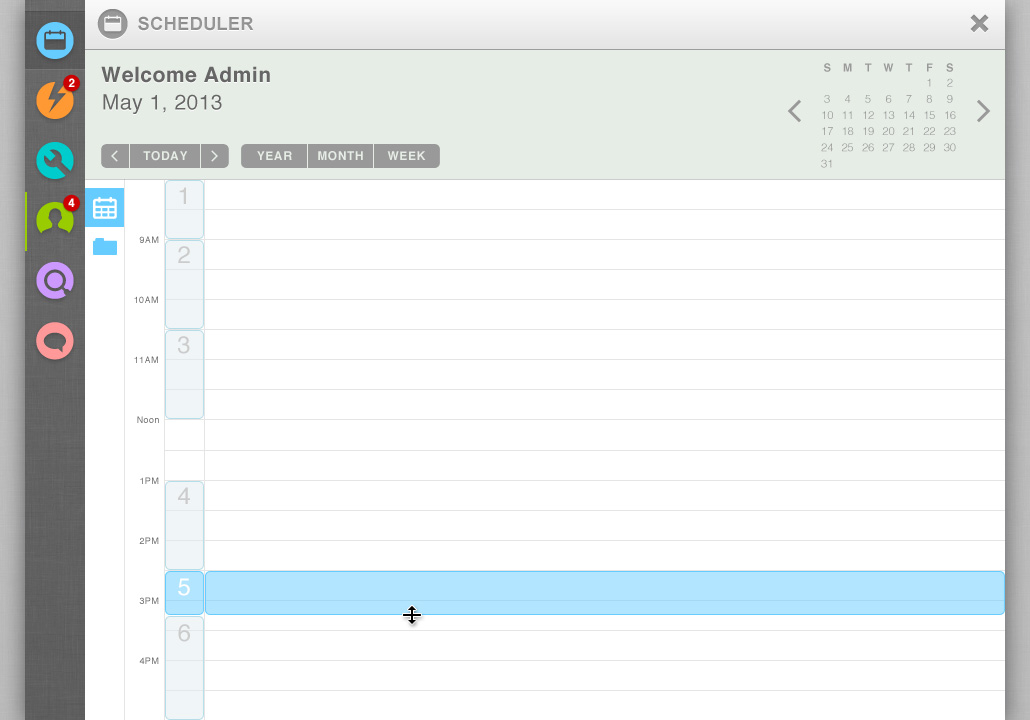 SCHEDULER
Welcome Admin
May 1, 2013
TODAY
YEAR MONTH WEEK
S M T W T F S
1 2
3 4 5 6 7 8 9
10 11 12 13 14 15 16
17 18 19 20 21 22 23
24 25 26 27 28 29 30
31
2
4
1
9AM
2
10AM
3
11AM
Noon
1PM
4
2PM
5
3PM
6
4PM